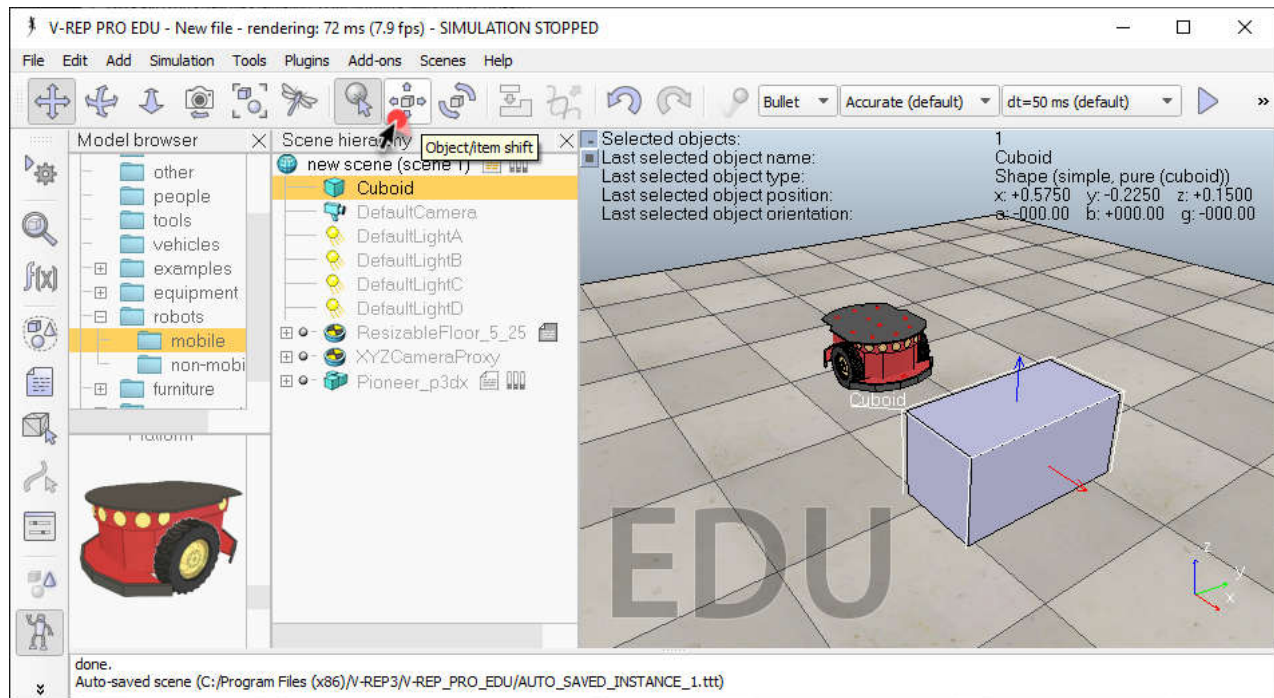 V-REP PRO EDU - New file - rendering: 72 ms (7.9 fps) - SIMULATION STOPPED
File Edit Add Simulation Tools Plugins Add-ons Scenes Help
Bullet Accurate (default) dt=50 ms (default) »
Model browser
other
people
tools
vehicles
examples
equipment
robots
mobile
non-mobi
furniture
Scene hierarchy
Object/item shift
new scene (scene 1)
Cuboid
DefaultCamera
DefaultLightA
DefaultLightB
DefaultLightC
DefaultLightD
ResizableFloor_5_25
XYZCameraProxy
Pioneer_p3dx
Selected objects: 1
Last selected object name: Cuboid
Last selected object type: Shape (simple, pure (cuboid))
Last selected object position: x: +0.5750 y: -0.2250 z: +0.1500
Last selected object orientation: a: -000.00 b: +000.00 g: -000.00
Cuboid
EDU
z
y
x
f(x)
done.
Auto-saved scene (C:/Program Files (x86)/V-REP3/V-REP_PRO_EDU/AUTO_SAVED_INSTANCE_1.ttt)